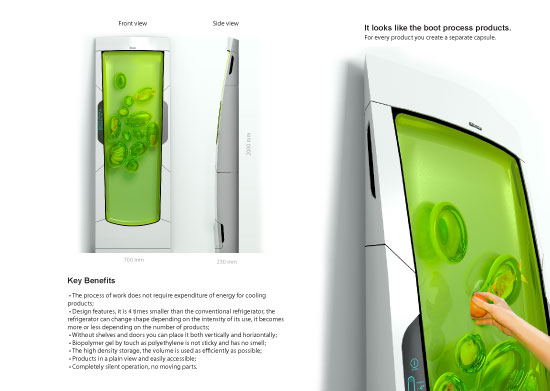 Front view
Side view
2000 mm
700 mm
230 mm
Key Benefits
• The process of work does not require expenditure of energy for cooling
products;
• Design features, it is 4 times smaller than the conventional refrigerator, the
refrigerator can change shape depending on the intensity of its use, it becomes
more or less depending on the number of products;
• Without shelves and doors you can place it both vertically and horizontally;
• Biopolymer gel by touch as polyethylene is not sticky and has no smell;
• The high density storage, the volume is used as efficiently as possible;
• Products in a plain view and easily accessible;
• Completely silent operation; no moving parts.
It looks like the boot process products.
For every product you create a separate capsule.